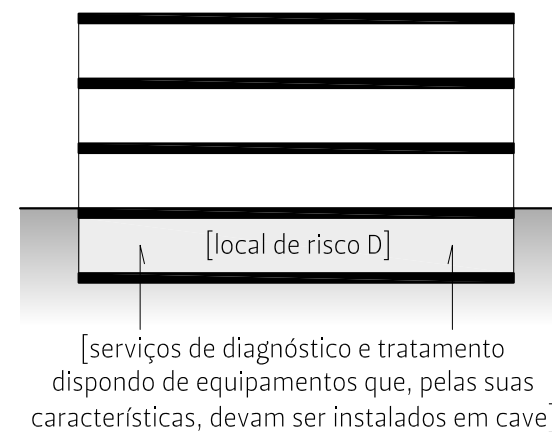 [local de risco D]
[serviços de diagnóstico e tratamento
dispondo de equipamentos que, pelas suas
características, devam ser instalados em cave]